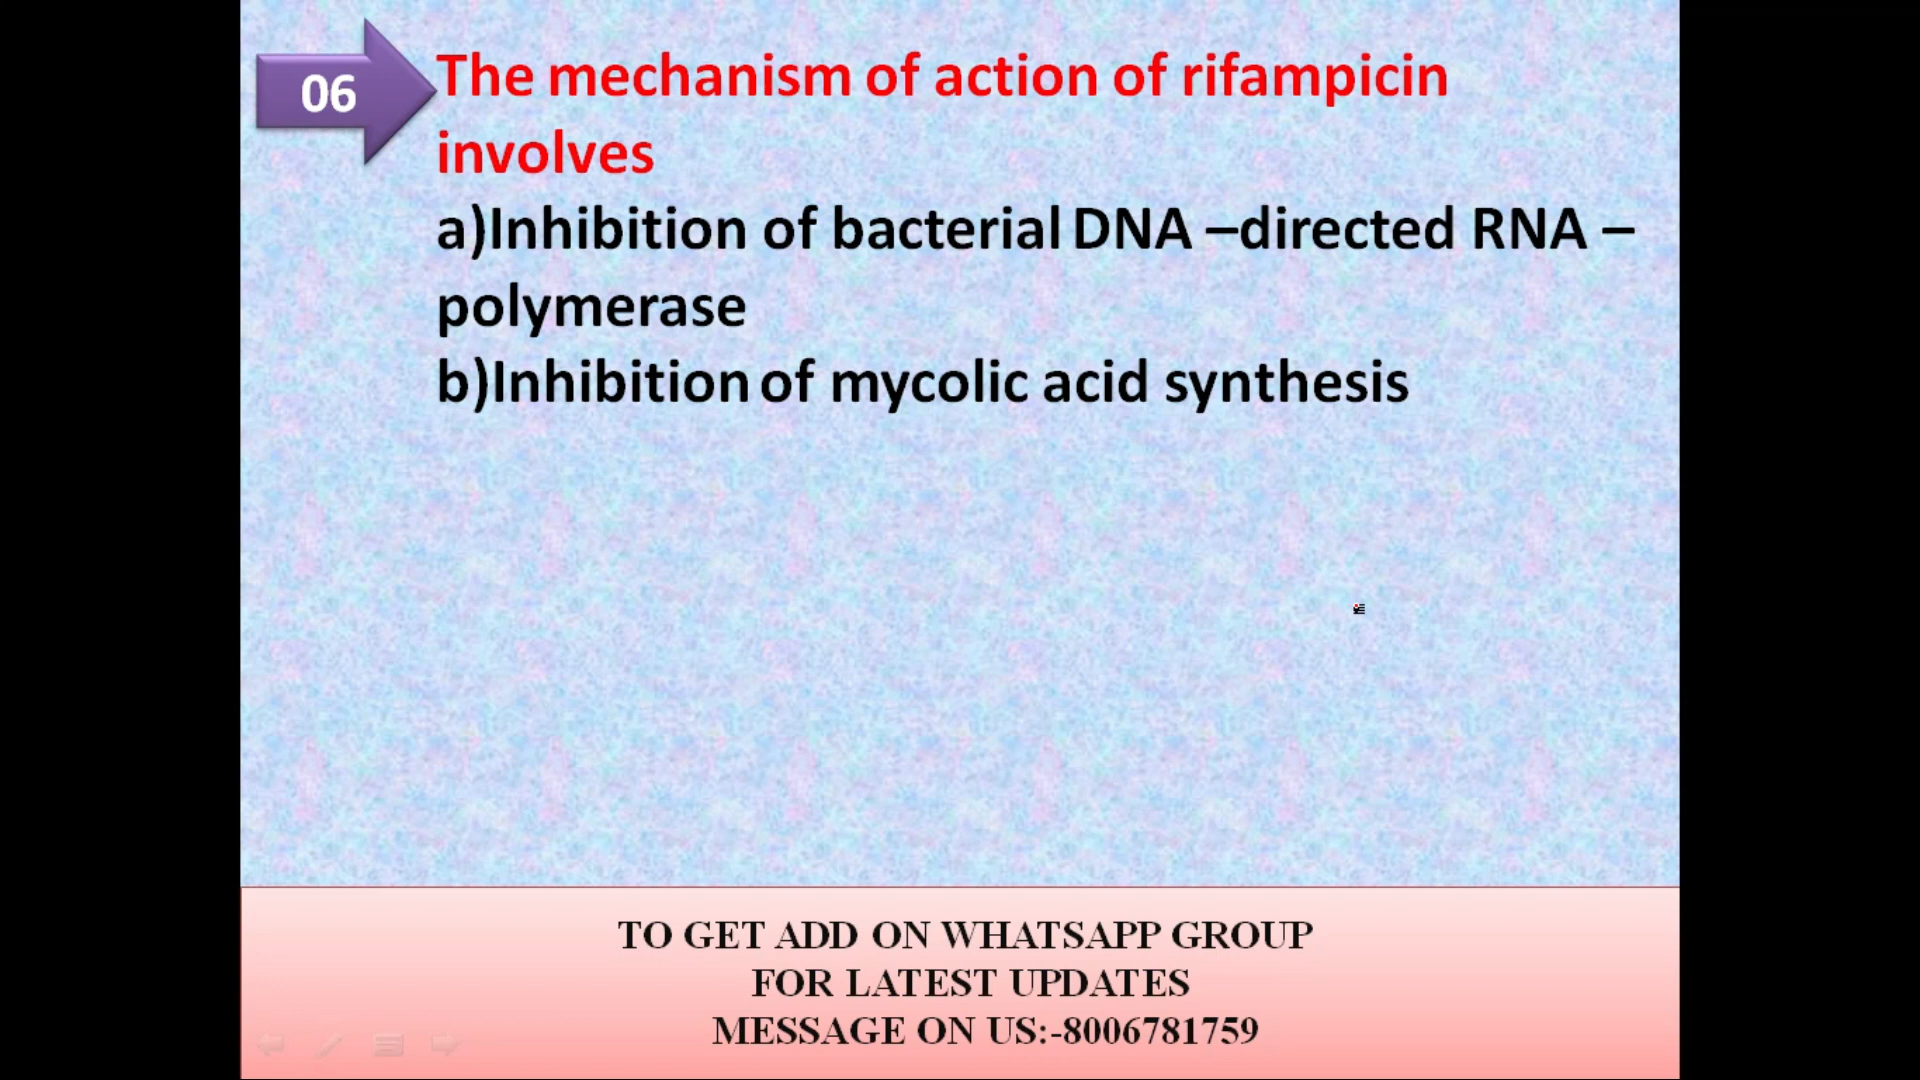 06
The mechanism of action of rifampicin
involves
a)Inhibition of bacterial DNA –directed RNA –
polymerase
b)Inhibition of mycolic acid synthesis
TO GET ADD ON WHATSAPP GROUP
FOR LATEST UPDATES
MESSAGE ON US:-8006781759